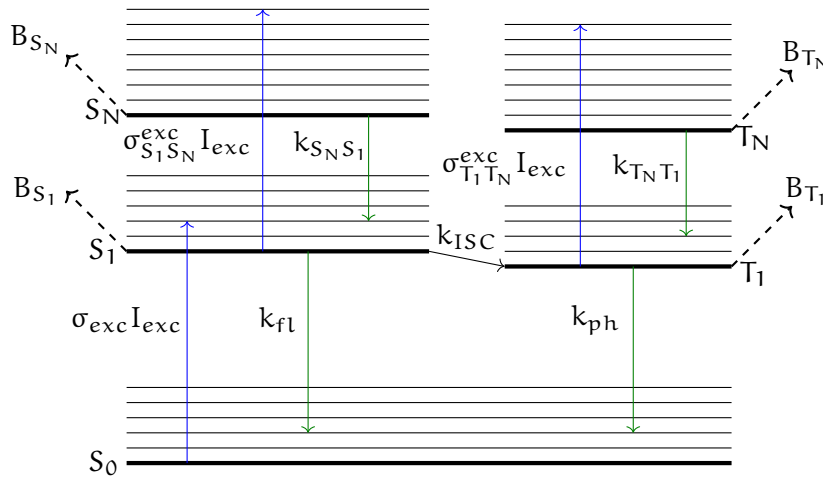 B_{S_N}
B_{T_N}
S_N
σ^{exc}_{S_1S_N}I_{exc}
k_{S_NS_1}
σ^{exc}_{T_1T_N}I_{exc}
k_{T_NT_1}
T_N
B_{S_1}
B_{T_1}
S_1
k_{ISC}
T_1
σ_{exc}I_{exc}
k_{fl}
k_{ph}
S_0